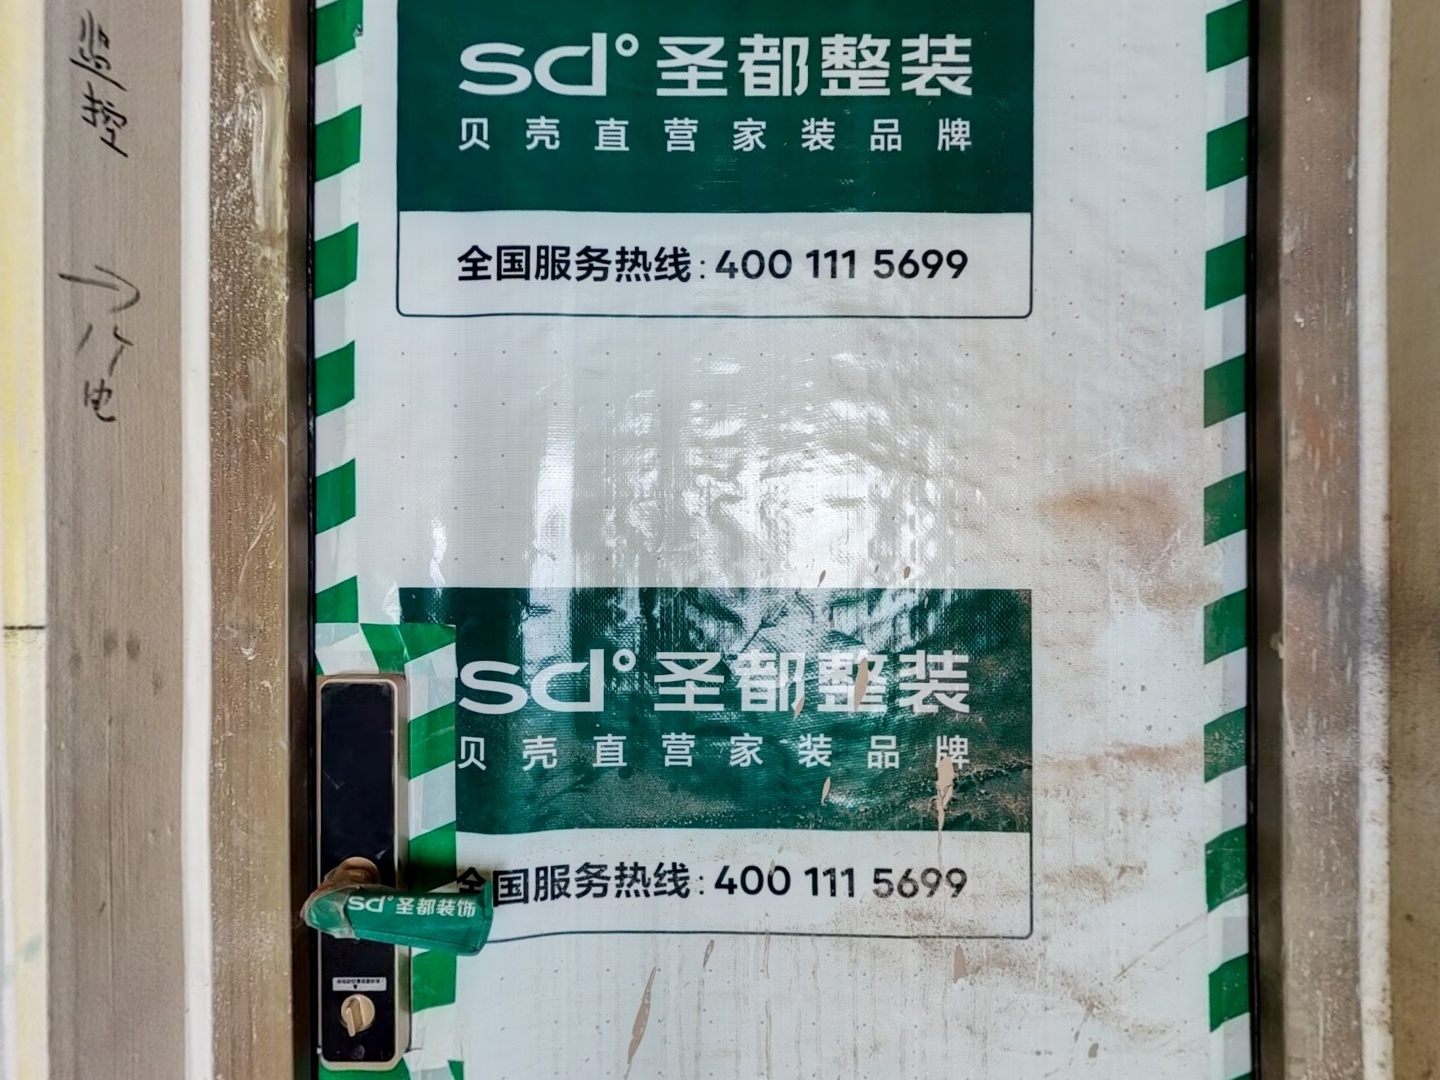 监控
→
电
sd°圣都整装
贝壳直营家装品牌
全国服务热线:400 111 5699
sd°圣都整装
贝壳直营家装品牌
全国服务热线:400 111 5699
sd°圣都装饰